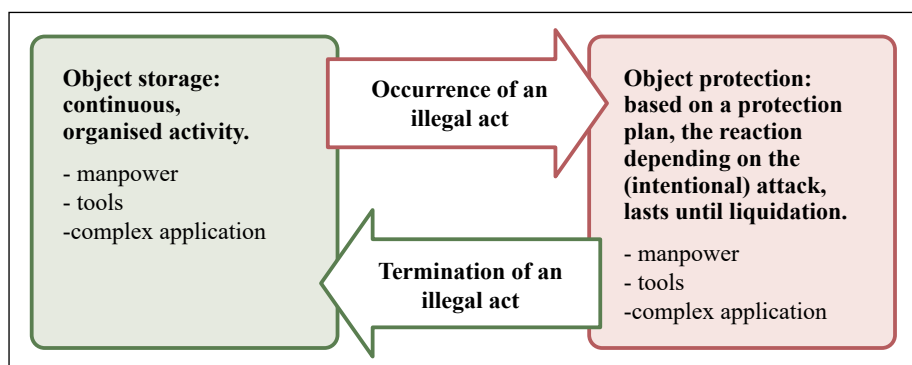 Object storage:
continuous,
organised activity.
- manpower
- tools
-complex application
Occurrence of an
illegal act
Termination of an
illegal act
Object protection:
based on a protection
plan, the reaction
depending on the
(intentional) attack,
lasts until liquidation.
- manpower
- tools
-complex application